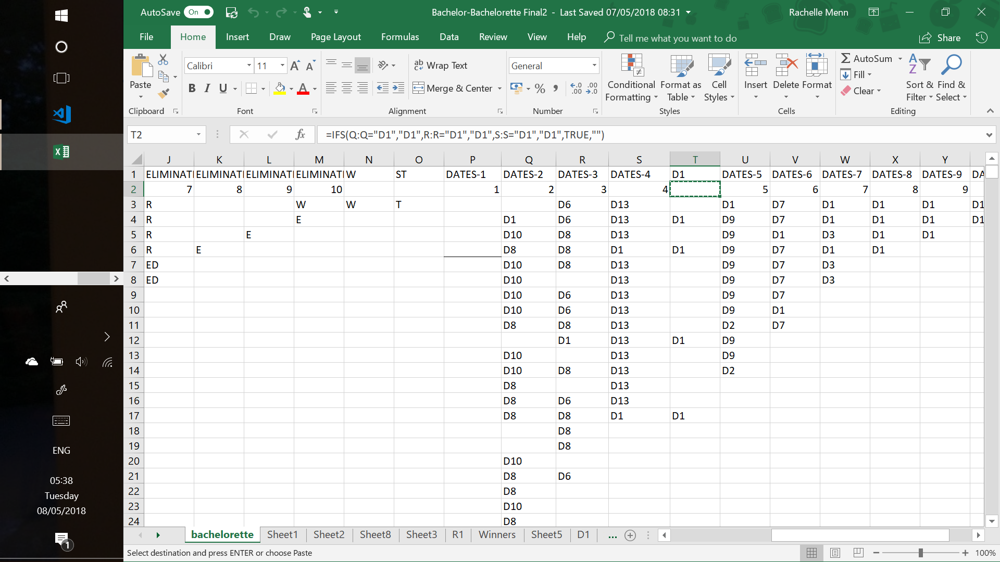 AutoSave On Bachelor-Bachelorette Final2 - Last Saved 07/05/2018 08:31 Rachelle Menn
File Home Insert Draw Page Layout Formulas Data Review View Help Tell me what you want to do Share
Paste Calibri 11 Wrap Text General Conditional Formatting Format as Table Cell Styles Insert Delete Format AutoSum
B I U Merge & Center % Fill Sort & Filter Find & Select
Clear
Clipboard Font Alignment Number Styles Cells Editing
T2 fx =IFS(Q:Q="D1","D1",R:R="D1","D1",S:S="D1","D1",TRUE,"")
J K L M N O P Q R S T U V W X Y
1 ELIMINATI ELIMINATI ELIMINATI ELIMINATI W ST DATES-1 DATES-2 DATES-3 DATES-4 D1 DATES-5 DATES-6 DATES-7 DATES-8 DATES-9 DA
2 7 8 9 10 1 2 3 4 5 6 7 8 9
3 R W W T D6 D13 D1 D7 D1 D1 D1 D1
4 R E D1 D6 D13 D1 D9 D7 D1 D1 D1 D1
5 R E D10 D8 D13 D9 D1 D3 D1 D1
6 R E D8 D8 D1 D1 D9 D7 D1 D1
7 ED D10 D8 D13 D9 D7 D3
8 ED D10 D13 D9 D7 D3
9 D10 D6 D13 D9 D7
10 D10 D6 D13 D9 D1
11 D8 D8 D13 D2 D7
12 D1 D13 D1 D9
13 D10 D13 D9
14 D10 D8 D13 D2
15 D8 D13
16 D8 D6 D13
17 D8 D8 D1 D1
18 D8
19 D8
20 D10
21 D8 D6
22 D8
23 D10
24 D8
bachelorette Sheet1 Sheet2 Sheet8 Sheet3 R1 Winners Sheet5 D1 ...
Select destination and press ENTER or choose Paste 100%
ENG
05:38
Tuesday
08/05/2018
1